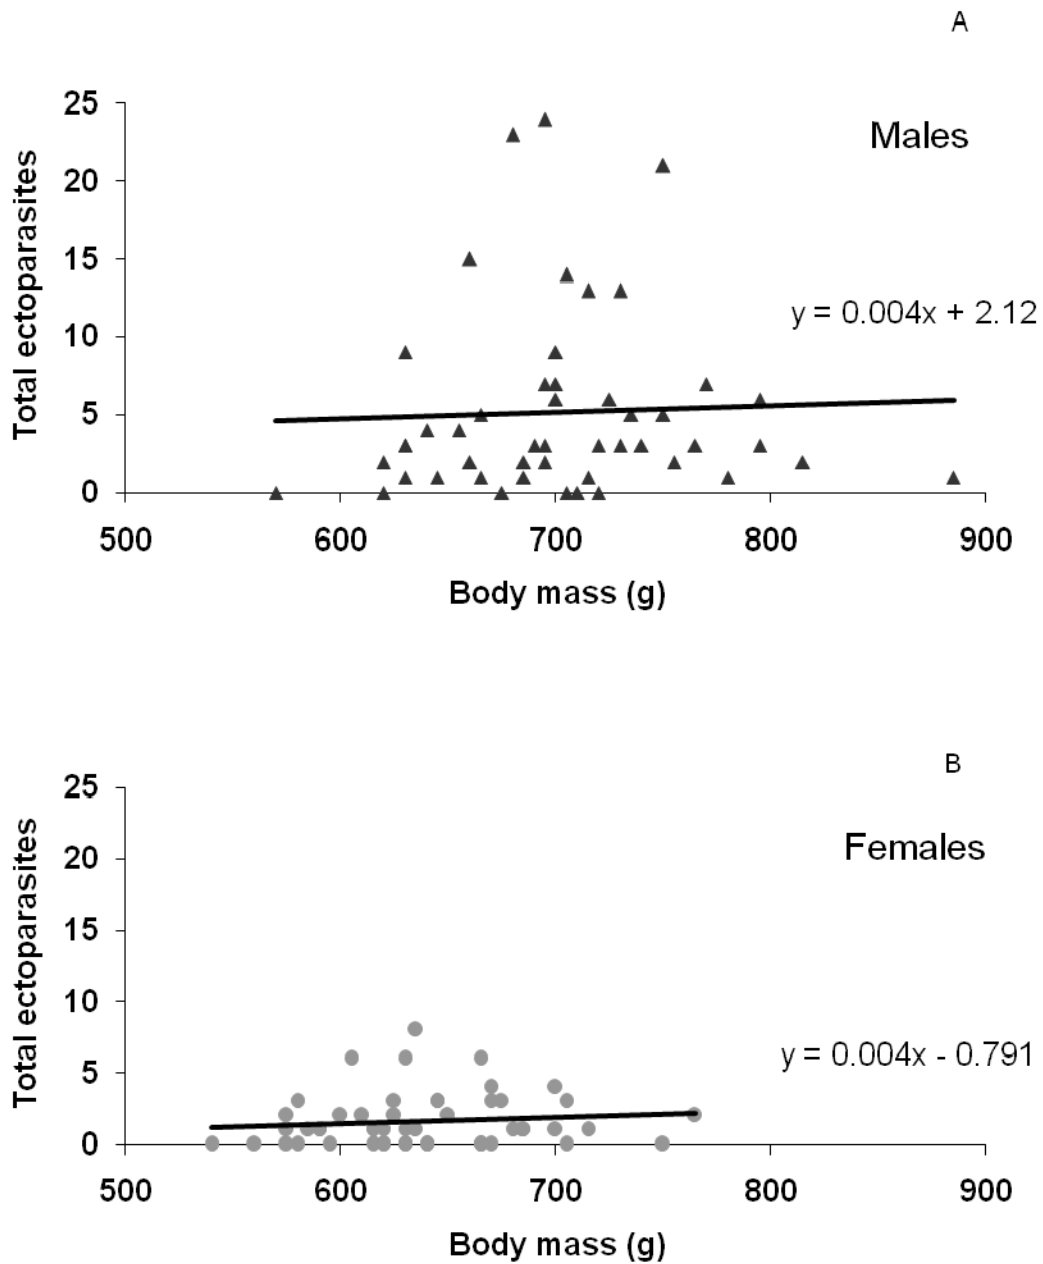 A
Males
Total ectoparasites
25
20
15
10
5
0
y = 0.004x + 2.12
500 600 700 800 900
Body mass (g)
B
Females
Total ectoparasites
25
20
15
10
5
0
y = 0.004x - 0.791
500 600 700 800 900
Body mass (g)